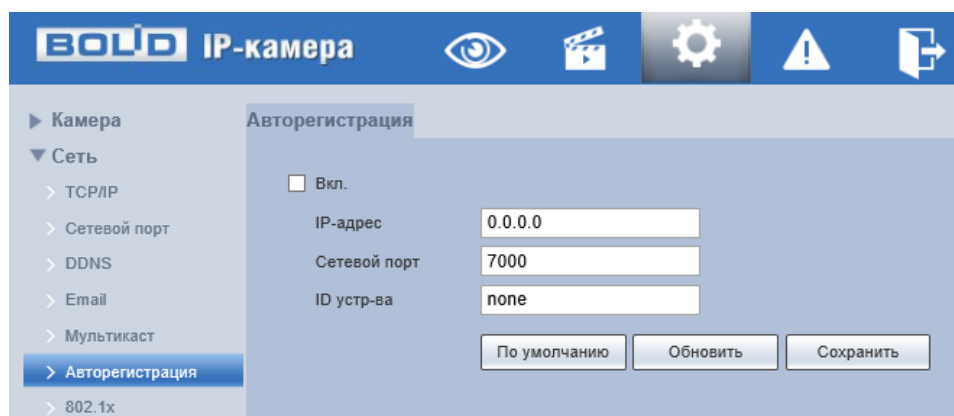 BOLID IP-камера
Камера
Сеть
TCP/IP
Сетевой порт
DDNS
Email
Мультикаст
Авторегистрация
802.1x
Авторегистрация
Вкл.
IP-адрес 0.0.0.0
Сетевой порт 7000
ID устр-ва none
По умолчанию Обновить Сохранить